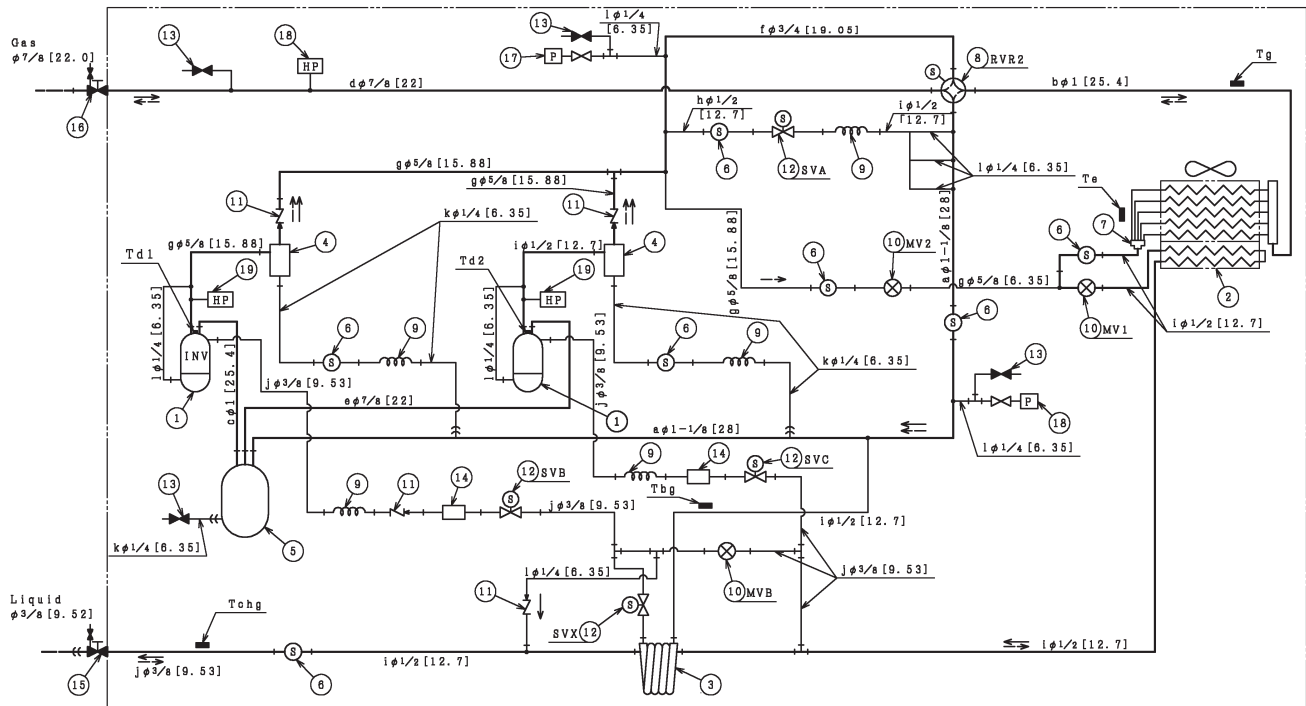 Gas
φ7/8 [22.0]
13
18
HP
dφ7/8 [22]
16
13
17
P
lφ1/4
[6.35]
fφ3/4 [19.05]
S
8 RVR2
bφ1 [25.4]
Tg
hφ1/2
[12.7]
S
6
S
12 SVA
9
iφ1/2
[12.7]
lφ1/4 [6.35]
gφ5/8 [15.88]
gφ5/8 [15.88]
11
11
kφ1/4 [6.35]
Te
7
6
S
2
gφ5/8 [15.88]
4
iφ1/2 [12.7]
4
Td1
19
HP
Td2
19
HP
gφ5/8 [15.88]
6
S
10 MV2
aφ1-1/8 [28]
gφ5/8 [6.35]
10 MV1
iφ1/2 [12.7]
S
6
lφ1/4 [6.35]
INV
1
jφ3/8 [9.53]
cφ1 [25.4]
6
S
9
lφ1/4 [6.35]
1
jφ3/8 [9.53]
6
S
9
kφ1/4 [6.35]
13
P
18
lφ1/4 [6.35]
eφ7/8 [22]
aφ1-1/8 [28]
13
kφ1/4 [6.35]
5
9
11
14
S
12 SVB
jφ3/8 [9.53]
9
14
S
12 SVC
Tbg
iφ1/2 [12.7]
jφ3/8 [9.53]
10 MVB
lφ1/4 [6.35]
11
S
SVX 12
Liquid
φ3/8 [9.52]
Tchg
15
jφ3/8 [9.53]
S
6
iφ1/2 [12.7]
3
iφ1/2 [12.7]